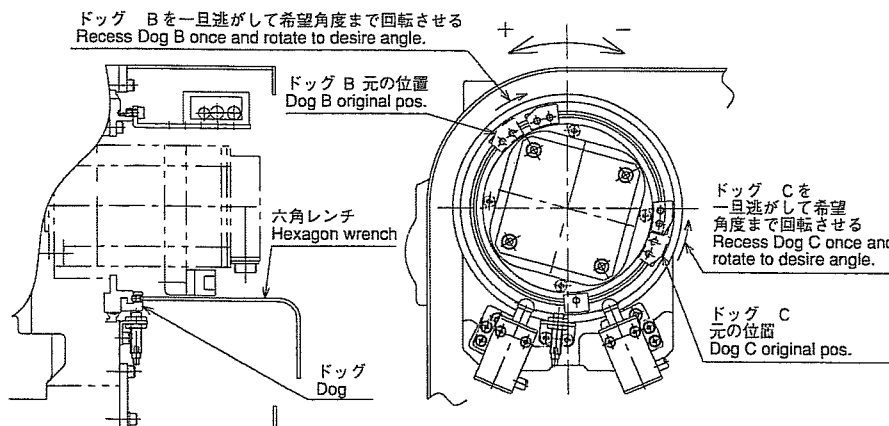 ドッグ Bを一旦逃がして希望角度まで回転させる
Recess Dog B once and rotate to desire angle.
+ −
ドッグ B 元の位置
Dog B original pos.
六角レンチ
Hexagon wrench
ドッグ Cを
一旦逃がして希望
角度まで回転させる
Recess Dog C once and
rotate to desire angle.
ドッグ C
元の位置
Dog C original pos.
ドッグ
Dog